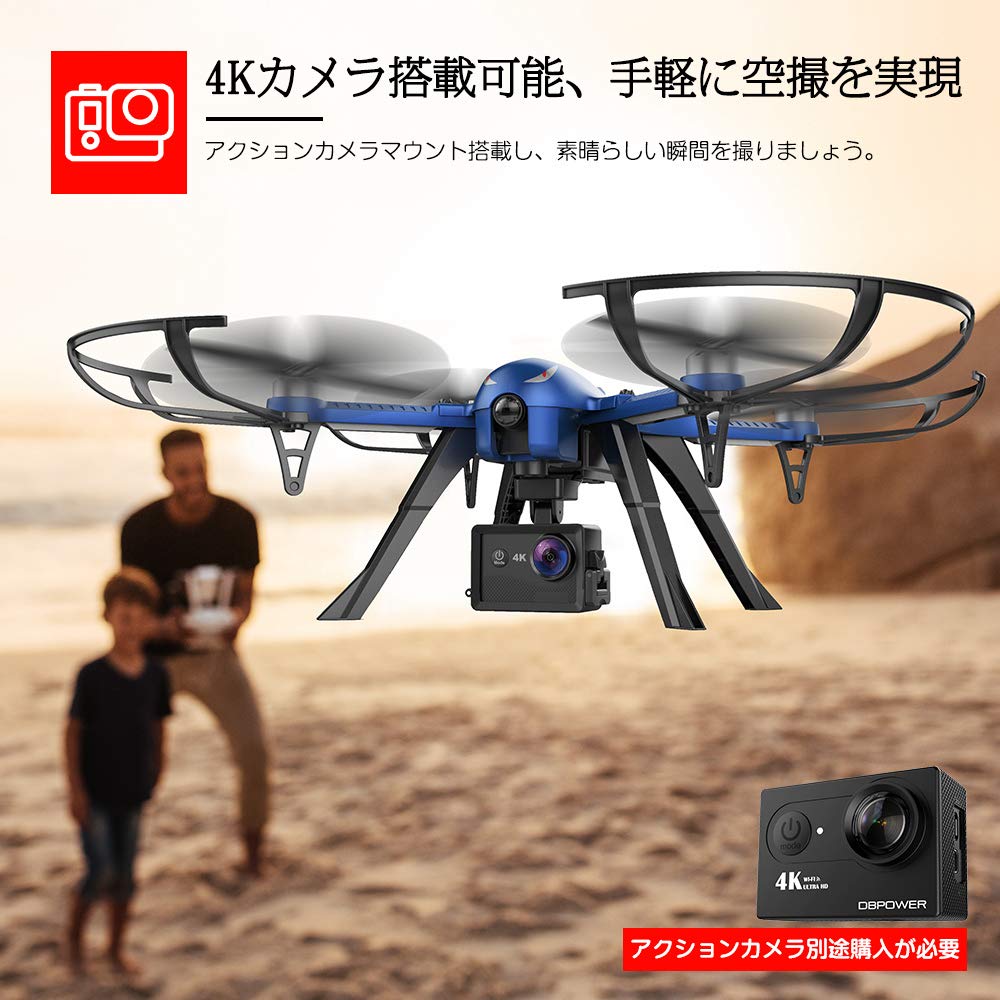 4Kカメラ搭載可能、手軽に空撮を実現
アクションカメラマウント搭載し、素晴らしい瞬間を撮りましょう。
Mode
4K
mode
4K WI-FI
ULTRA HD
DBPOWER
アクションカメラ別途購入が必要